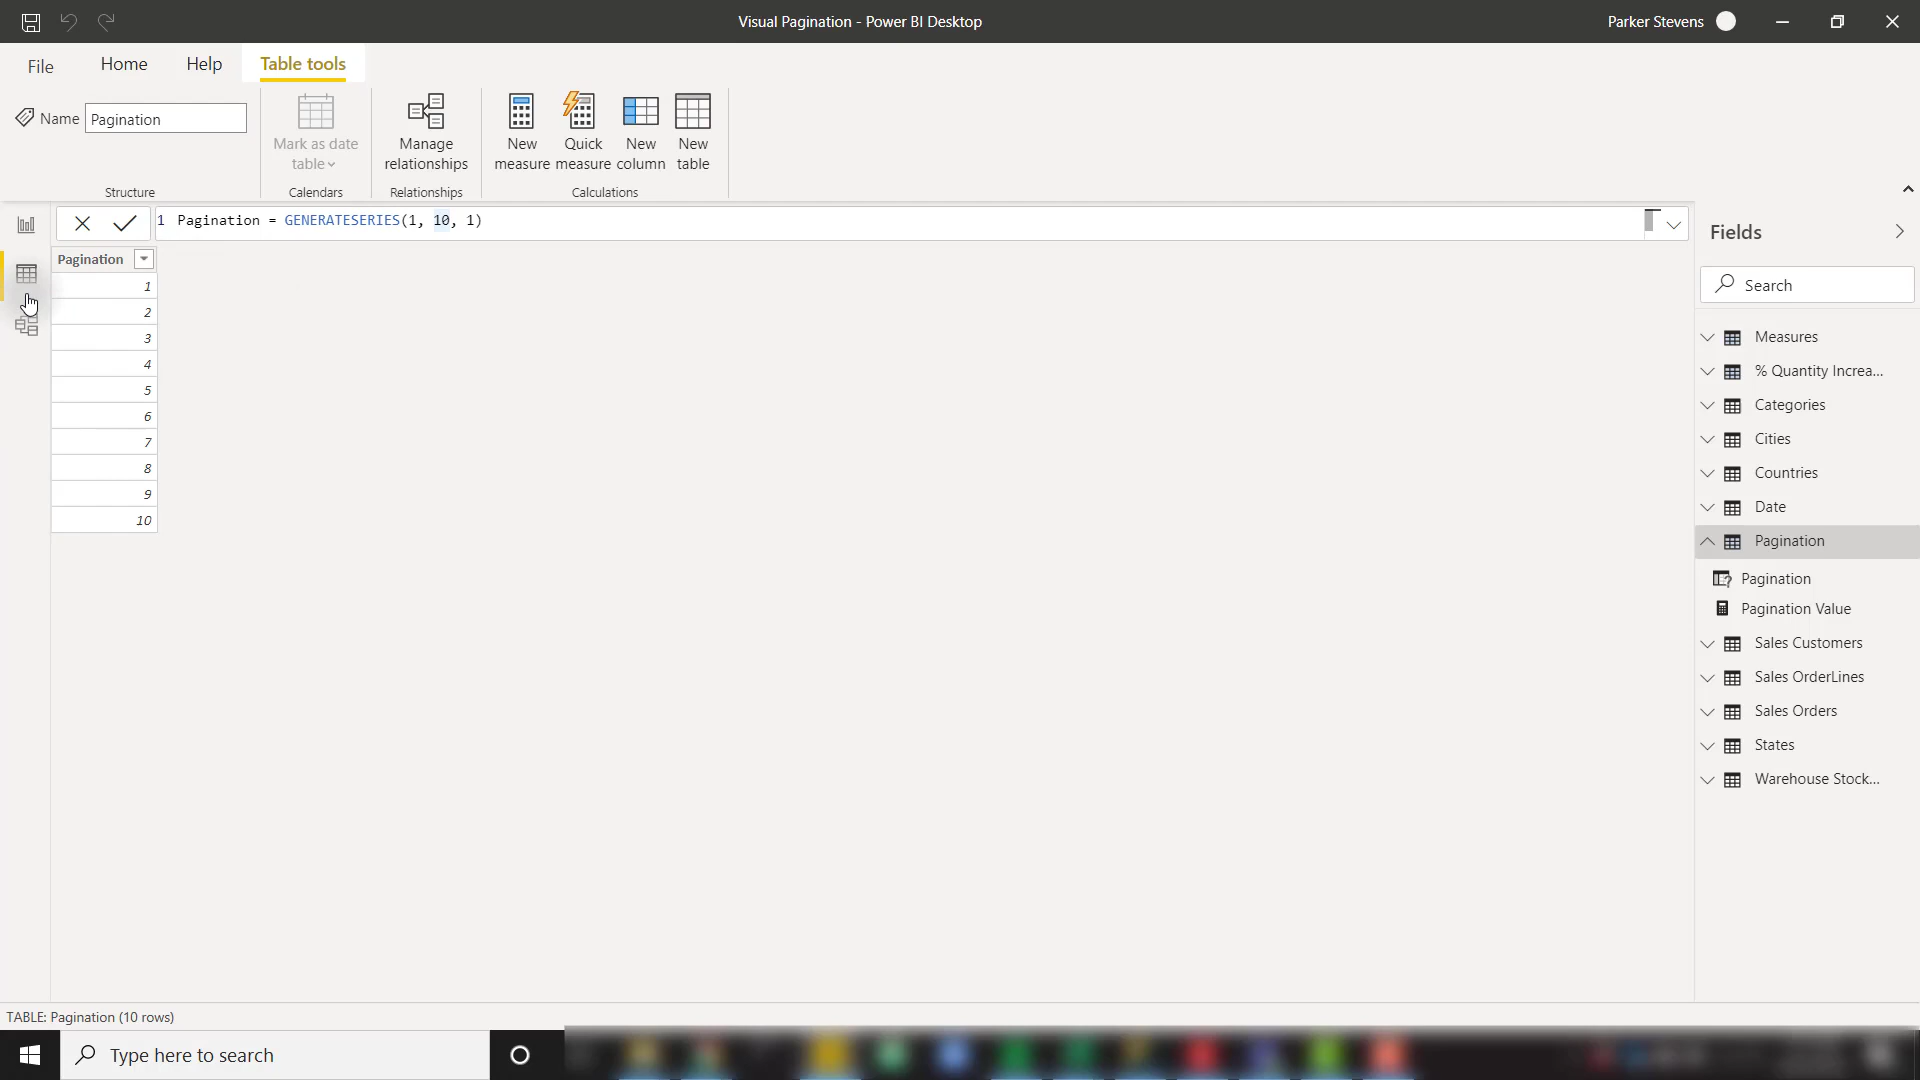 Visual Pagination - Power BI Desktop
Parker Stevens
File
Home
Help
Table tools
Name
Pagination
Mark as date
table
Manage
relationships
New
measure
Quick
measure
New
column
New
table
Structure
Calendars
Relationships
Calculations
1 Pagination = GENERATESERIES(1, 10, 1)
Pagination
1
2
3
4
5
6
7
8
9
10
Fields
Search
Measures
% Quantity Increa...
Categories
Cities
Countries
Date
Pagination
Pagination
Pagination Value
Sales Customers
Sales OrderLines
Sales Orders
States
Warehouse Stock...
TABLE: Pagination (10 rows)
Type here to search